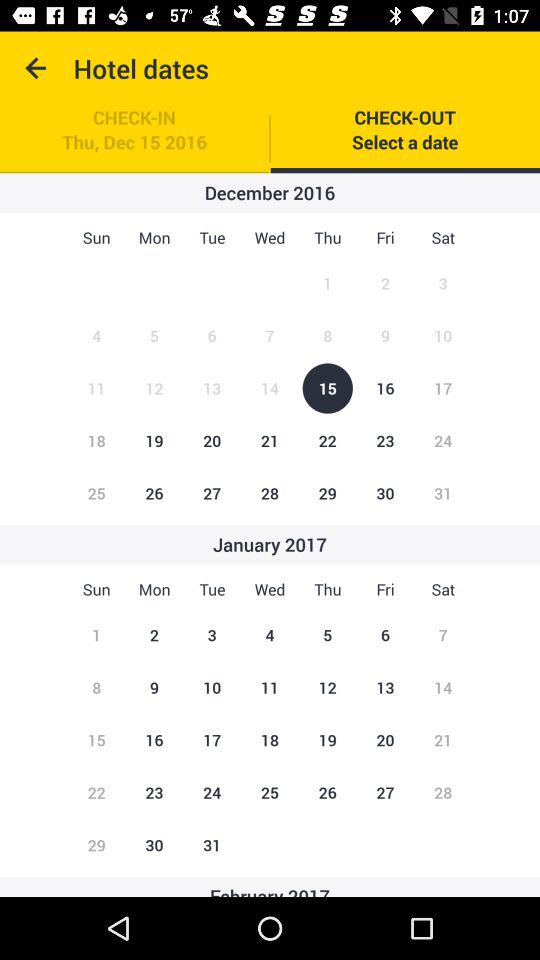 57° 1:07
Hotel dates
CHECK-IN CHECK-OUT
Thu, Dec 15 2016 Select a date
December 2016
Sun Mon Tue Wed Thu Fri Sat
1 2 3
4 5 6 7 8 9 10
11 12 13 14 15 16 17
18 19 20 21 22 23 24
25 26 27 28 29 30 31
January 2017
Sun Mon Tue Wed Thu Fri Sat
1 2 3 4 5 6 7
8 9 10 11 12 13 14
15 16 17 18 19 20 21
22 23 24 25 26 27 28
29 30 31
February 2017